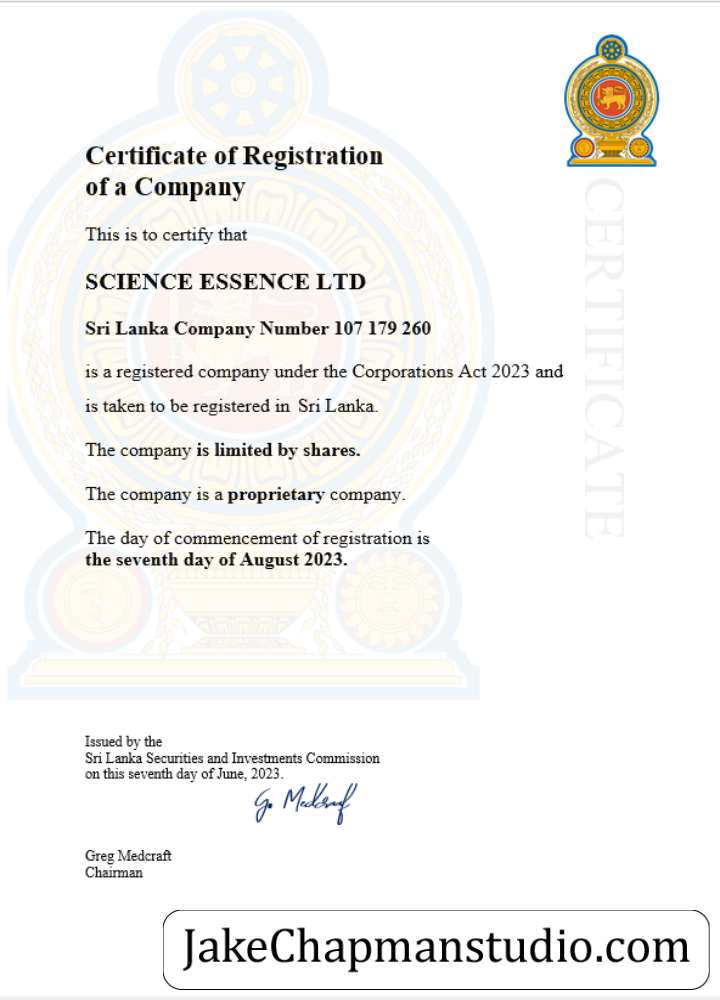 Certificate of Registration
of a Company
This is to certify that
SCIENCE ESSENCE LTD
Sri Lanka Company Number 107 179 260
is a registered company under the Corporations Act 2023 and
is taken to be registered in Sri Lanka.
The company is limited by shares.
The company is a proprietary company.
The day of commencement of registration is
the seventh day of August 2023.
CERTIFICATE
Issued by the
Sri Lanka Securities and Investments Commission
on this seventh day of June, 2023.
G. Medcraf
Greg Medcraft
Chairman
JakeChapmanstudio.com